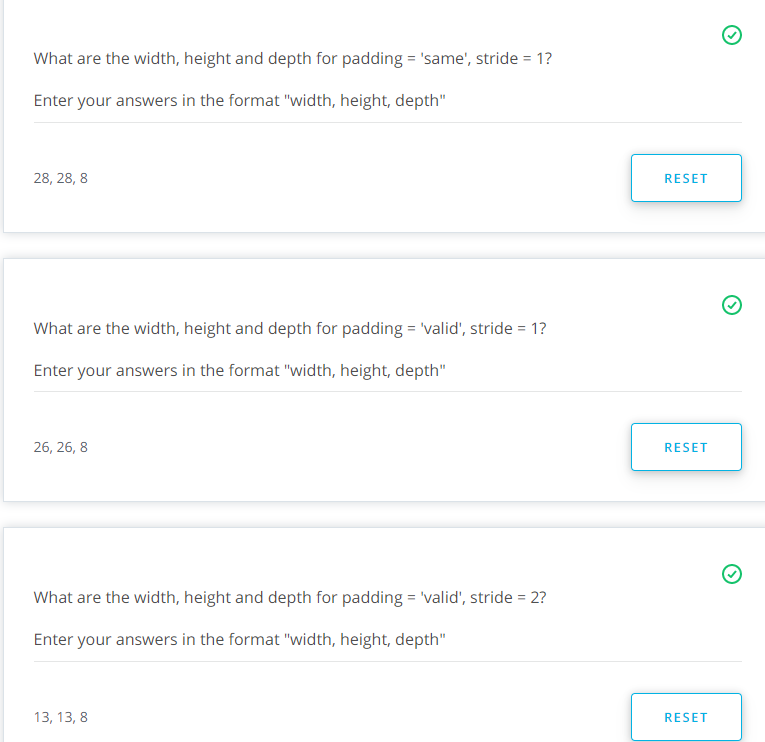 What are the width, height and depth for padding = 'same', stride = 1?
Enter your answers in the format "width, height, depth"
28, 28, 8
RESET
What are the width, height and depth for padding = 'valid', stride = 1?
Enter your answers in the format "width, height, depth"
26, 26, 8
RESET
What are the width, height and depth for padding = 'valid', stride = 2?
Enter your answers in the format "width, height, depth"
13, 13, 8
RESET